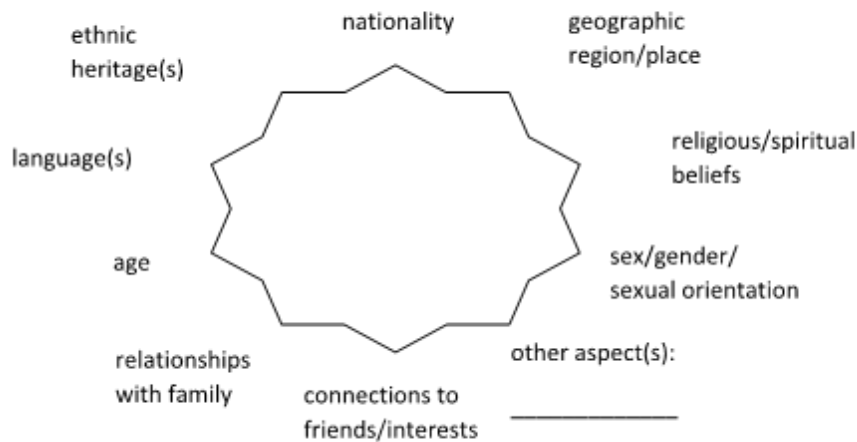 nationality
ethnic
heritage(s)
geographic
region/place
language(s)
religious/spiritual
beliefs
age
sex/gender/
sexual orientation
relationships
with family
connections to
friends/interests
other aspect(s):
______________